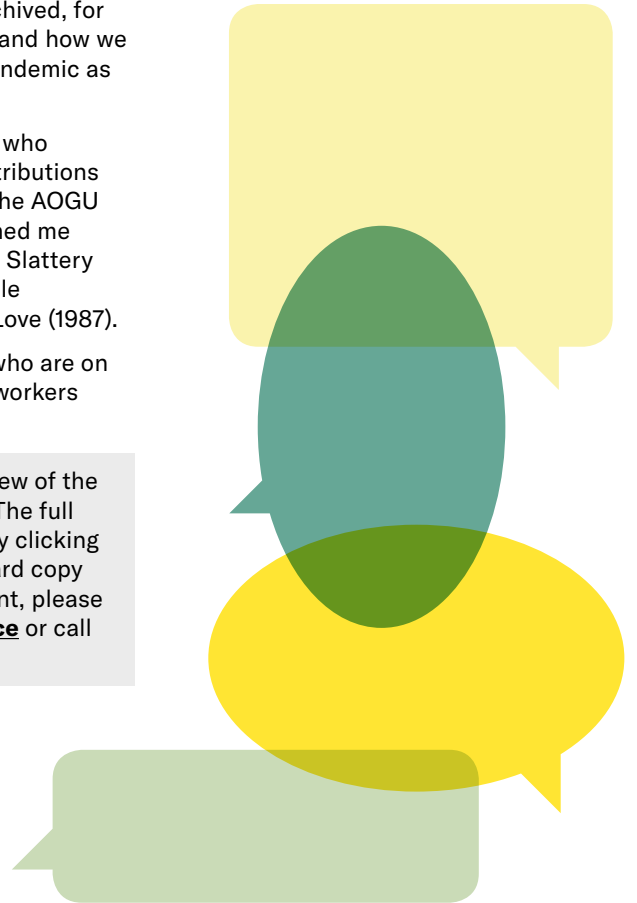 chived, for
and how we
ndemic as
who
tributions
he AOGU
ned me
Slattery
le
Love (1987).
who are on
workers
ew of the
The full
y clicking
ard copy
nt, please
ce or call